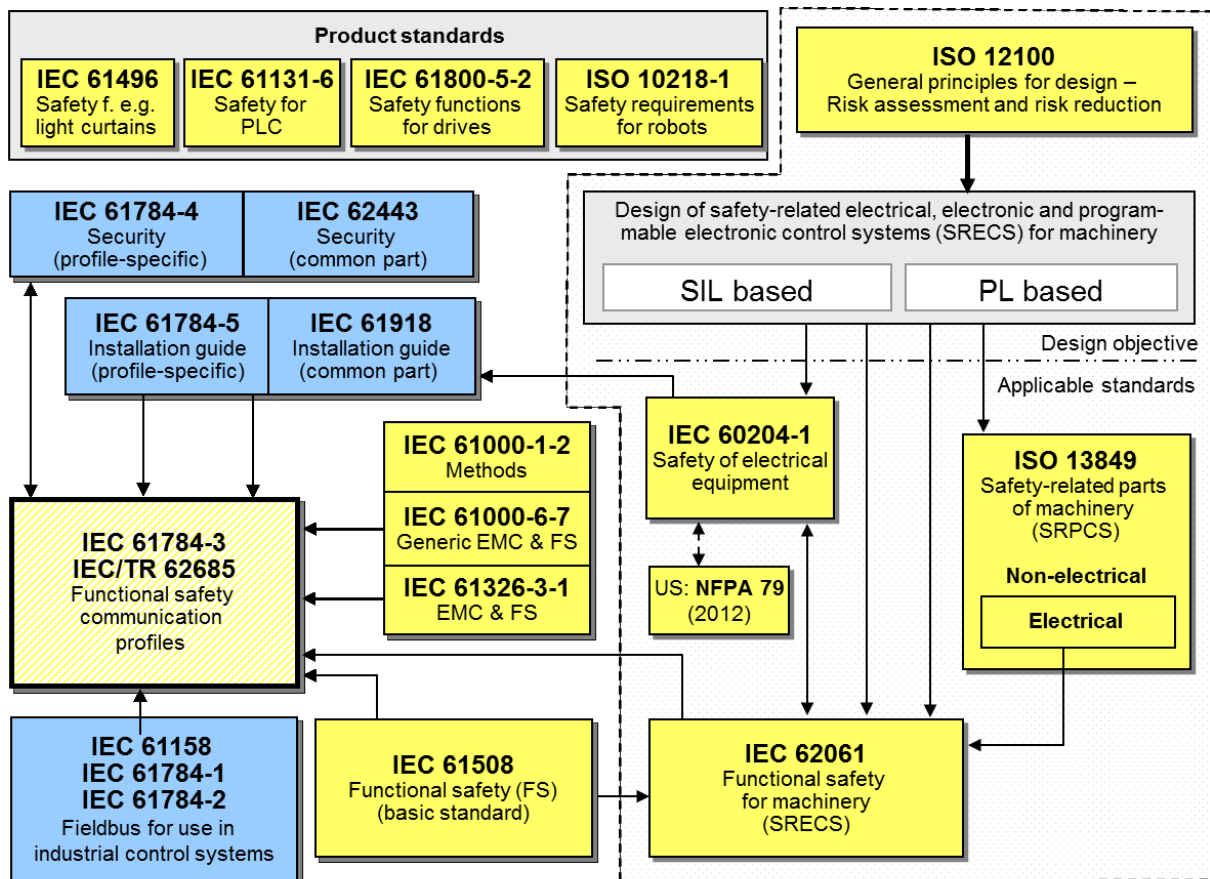 Product standards
IEC 61496
Safety f. e.g.
light curtains
IEC 61131-6
Safety for
PLC
IEC 61800-5-2
Safety functions
for drives
ISO 10218-1
Safety requirements
for robots
ISO 12100
General principles for design –
Risk assessment and risk reduction
IEC 61784-4
Security
(profile-specific)
IEC 62443
Security
(common part)
Design of safety-related electrical, electronic and program-
mable electronic control systems (SRECS) for machinery
SIL based
PL based
Design objective
Applicable standards
IEC 61784-5
Installation guide
(profile-specific)
IEC 61918
Installation guide
(common part)
IEC 60204-1
Safety of electrical
equipment
ISO 13849
Safety-related parts
of machinery
(SRPCS)
Non-electrical
Electrical
IEC 61000-1-2
Methods
IEC 61000-6-7
Generic EMC & FS
IEC 61326-3-1
EMC & FS
US: NFPA 79
(2012)
IEC 61784-3
IEC/TR 62685
Functional safety
communication
profiles
IEC 61158
IEC 61784-1
IEC 61784-2
Fieldbus for use in
industrial control systems
IEC 61508
Functional safety (FS)
(basic standard)
IEC 62061
Functional safety
for machinery
(SRECS)